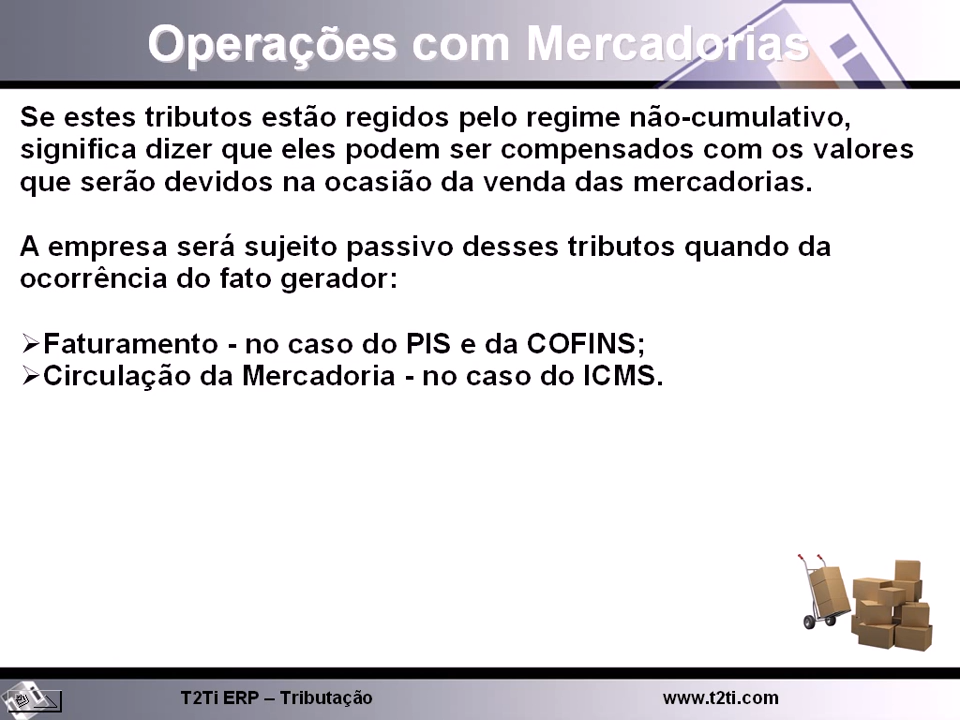 Operações com Mercadorias
Se estes tributos estão regidos pelo regime não-cumulativo,
significa dizer que eles podem ser compensados com os valores
que serão devidos na ocasião da venda das mercadorias.
A empresa será sujeito passivo desses tributos quando da
ocorrência do fato gerador:
➢Faturamento - no caso do PIS e da COFINS;
➢Circulação da Mercadoria - no caso do ICMS.
T2Ti ERP – Tributação www.t2ti.com